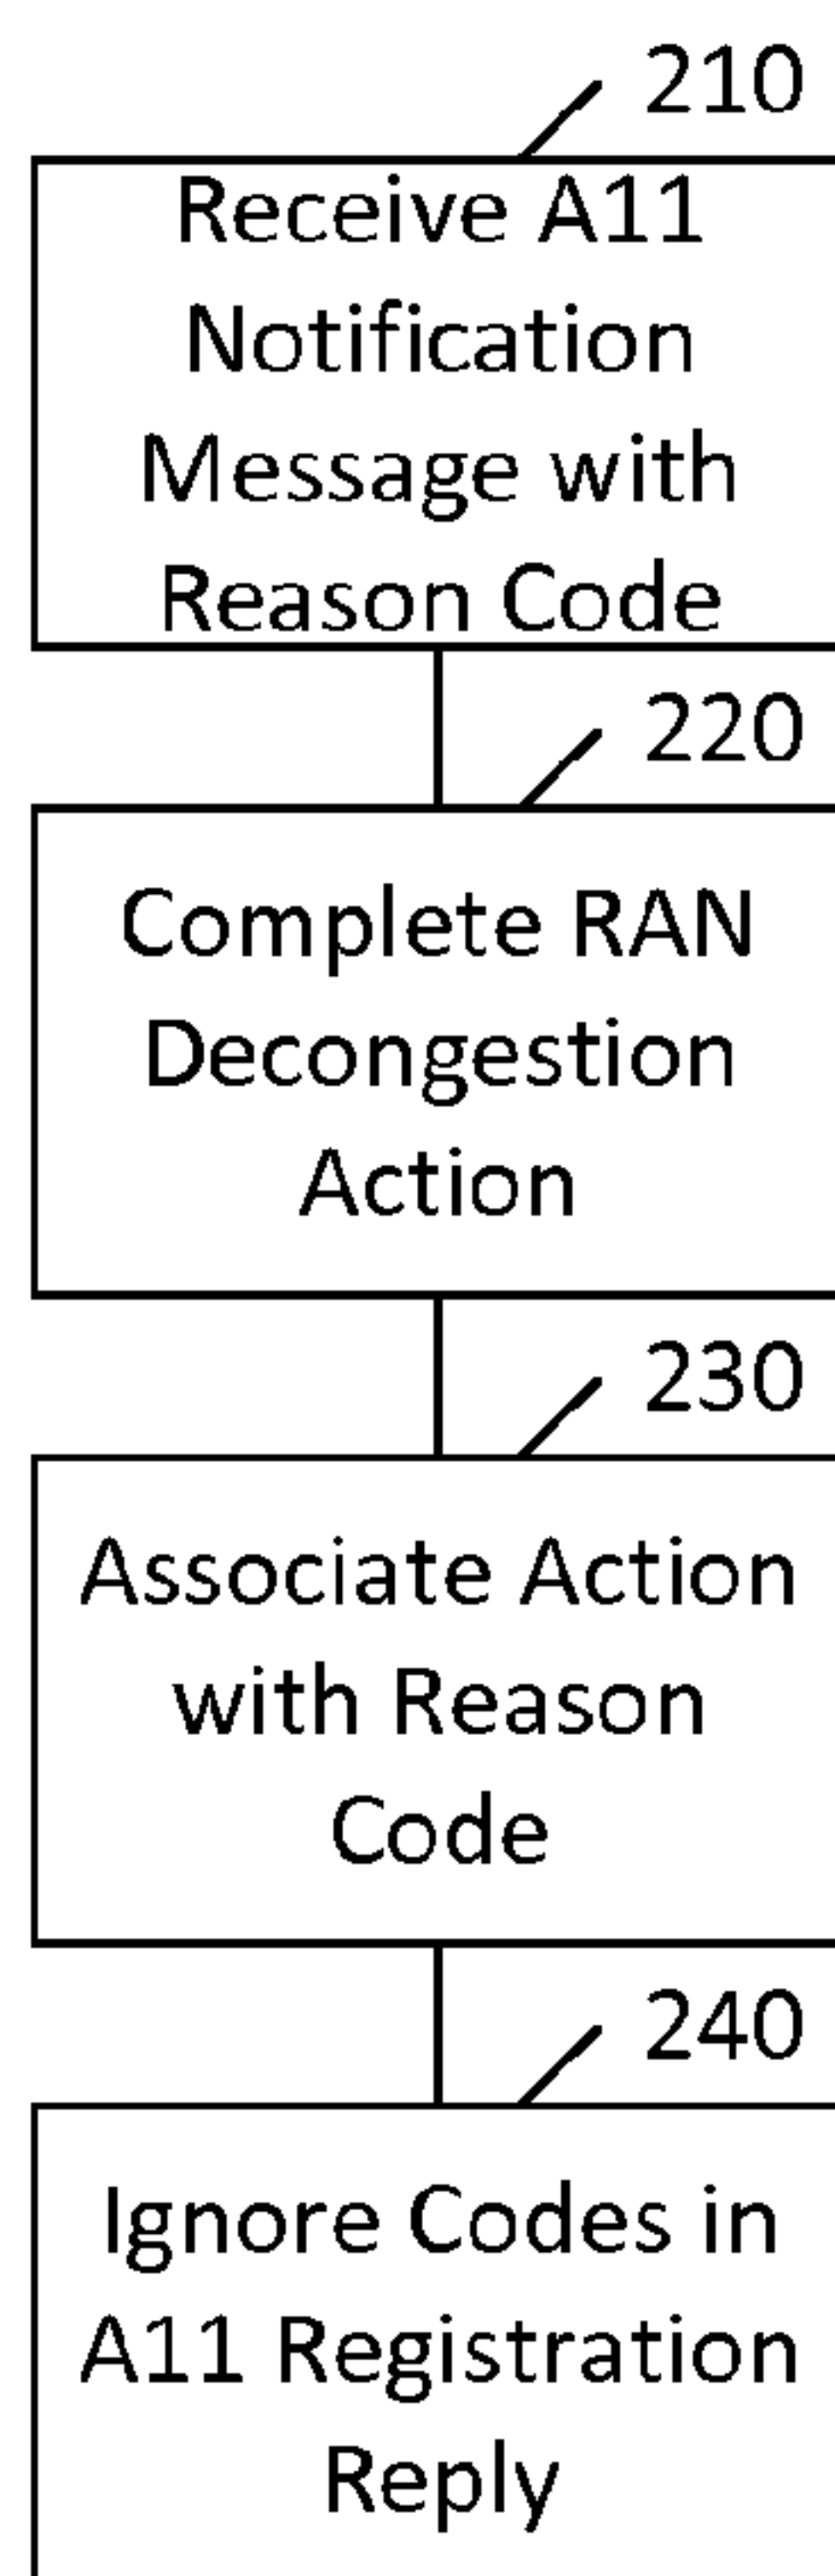 210
Receive A11
Notification
Message with
Reason Code
220
Complete RAN
Decongestion
Action
230
Associate Action
with Reason
Code
240
Ignore Codes in
A11 Registration
Reply